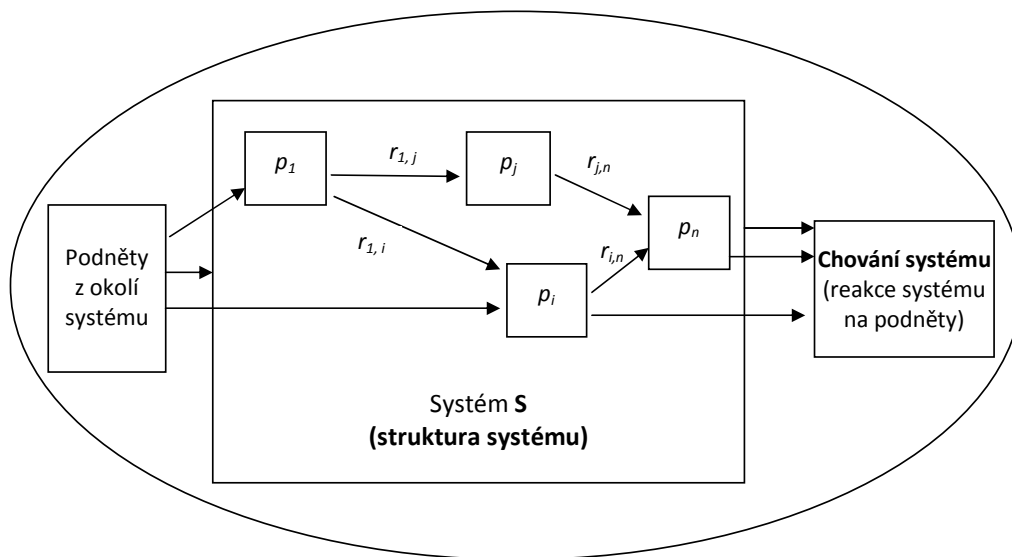 p1
r1, j
pj
rj,n
pn
r1, i
ri,n
pi
Podněty
z okolí
systému
Chování systému
(reakce systému
na podněty)
Systém S
(struktura systému)